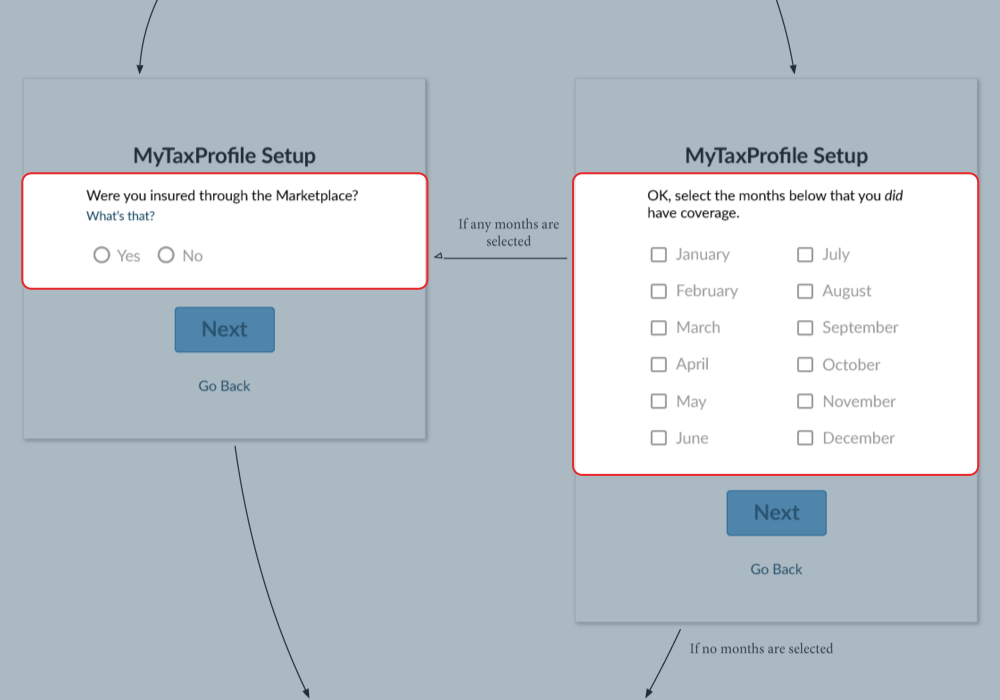 MyTaxProfile Setup
Were you insured through the Marketplace?
What's that?
Yes
No
Next
Go Back
If any months are
selected
MyTaxProfile Setup
OK, select the months below that you did
have coverage.
January
July
February
August
March
September
April
October
May
November
June
December
Next
Go Back
If no months are selected